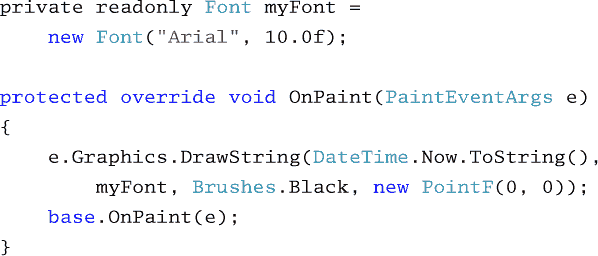 private readonly Font myFont =
    new Font("Arial", 10.0f);

protected override void OnPaint(PaintEventArgs e)
{
    e.Graphics.DrawString(DateTime.Now.ToString(),
        myFont, Brushes.Black, new PointF(0, 0));
    base.OnPaint(e);
}